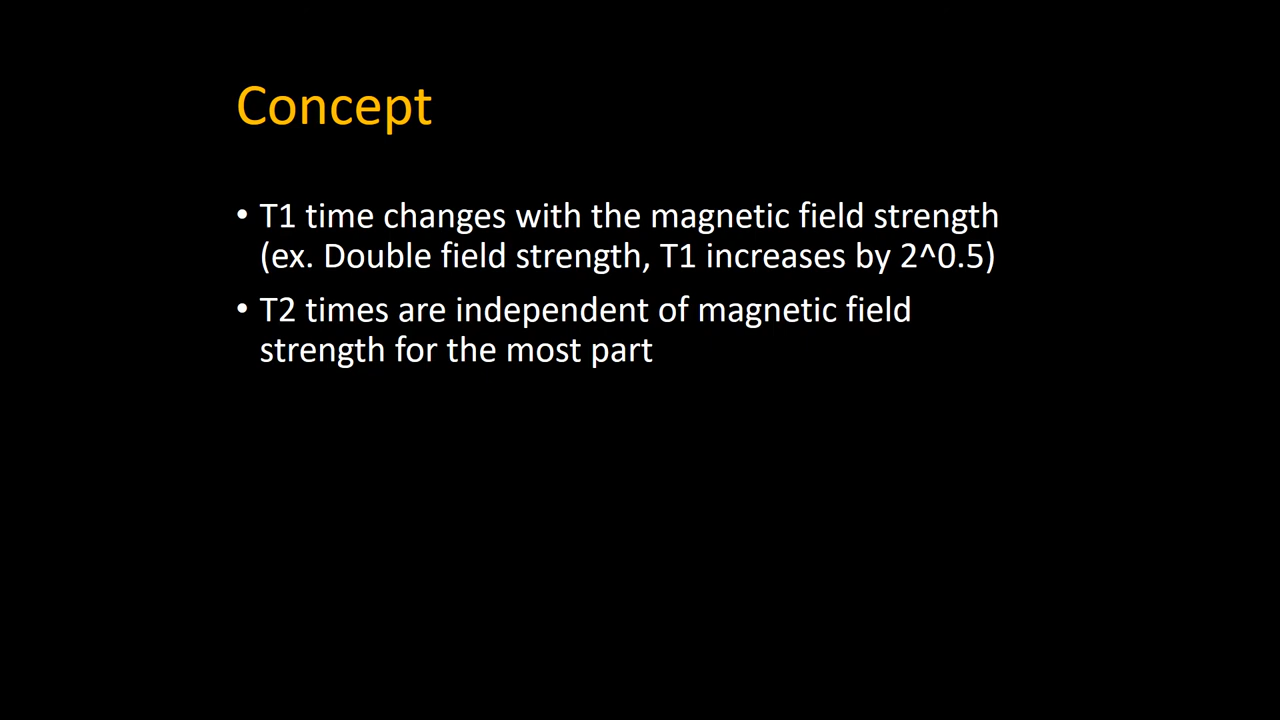 Concept
• T1 time changes with the magnetic field strength
(ex. Double field strength, T1 increases by 2^0.5)
• T2 times are independent of magnetic field
strength for the most part